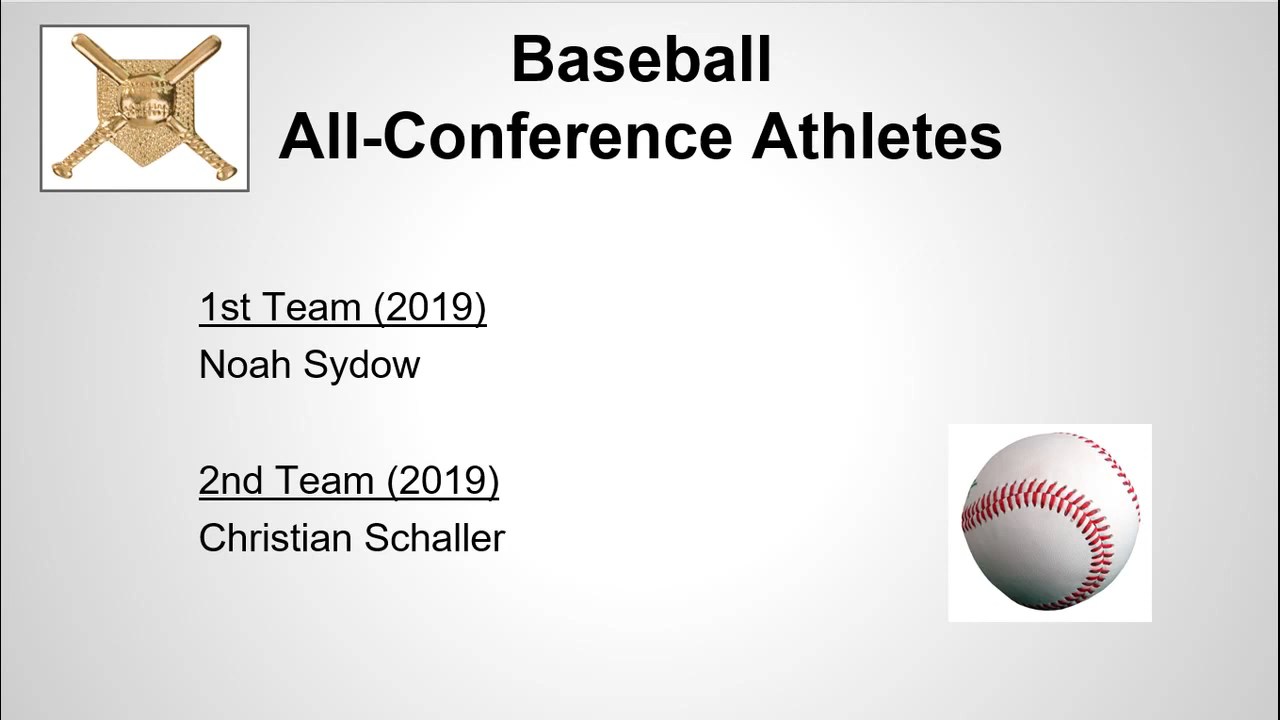 Baseball
All-Conference Athletes
1st Team (2019)
Noah Sydow
2nd Team (2019)
Christian Schaller